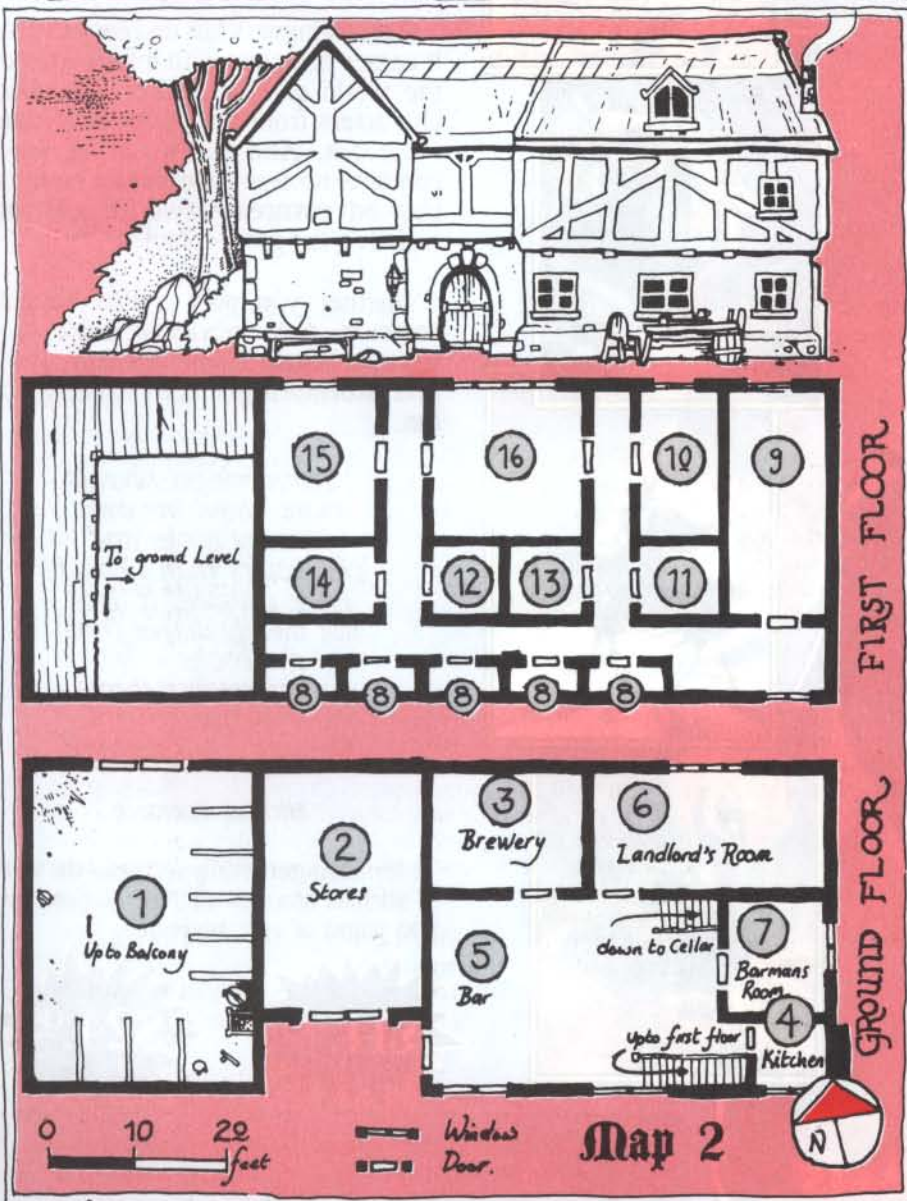 15
16
10
9
To ground Level
14
12
13
11
8
8
8
8
8
FIRST FLOOR
3
Brewery
6
Landlord's Room
2
Stores
1
Up to Balcony
down to Cellar
7
Barmans
Room
5
Bar
up to first floor
4
Kitchen
GROUND FLOOR
0 10 20
feet
Window
Door.
Map 2
N